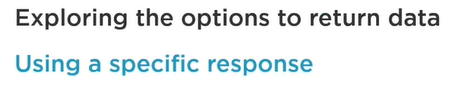 Exploring the options to return data
Using a specific response